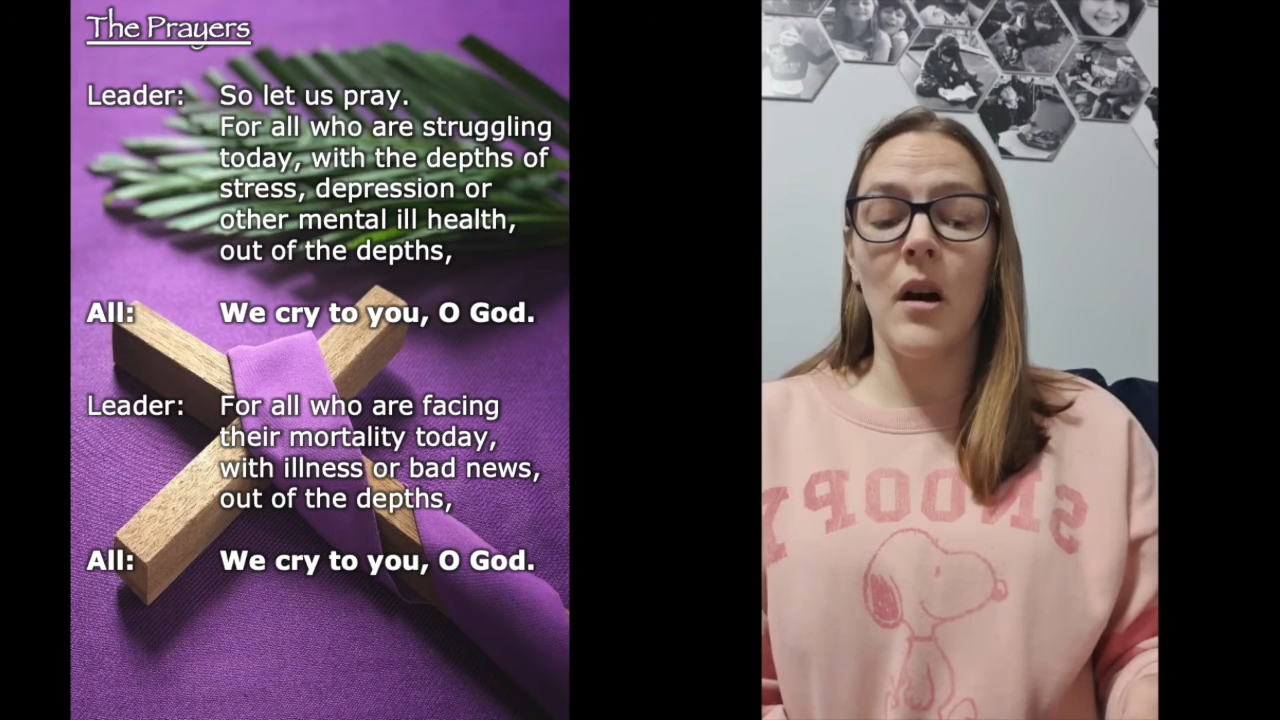 The Prayers
Leader: So let us pray.
For all who are struggling
today, with the depths of
stress, depression or
other mental ill health,
out of the depths,
All: We cry to you, O God.
Leader: For all who are facing
their mortality today,
with illness or bad news,
out of the depths,
All: We cry to you, O God.
SNOOPY